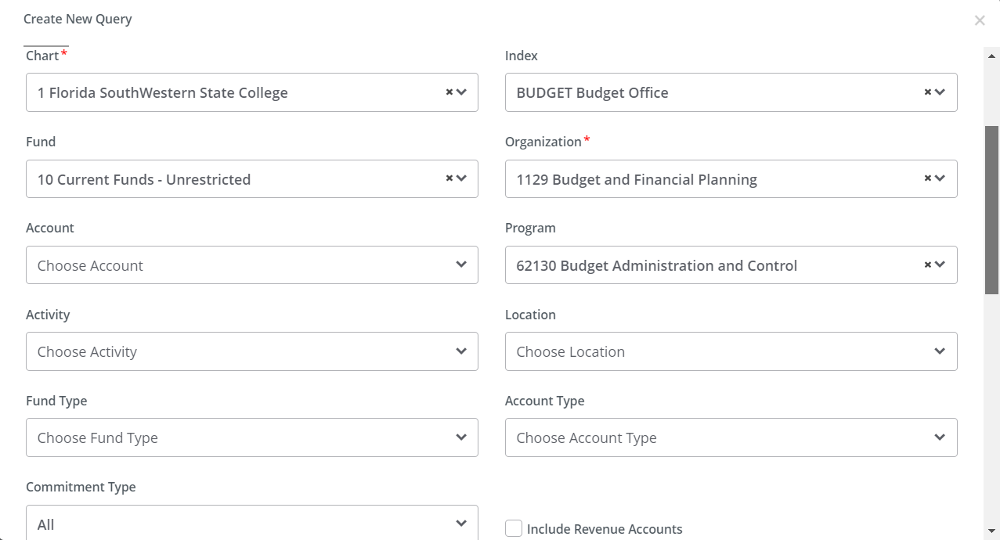 Create New Query
Chart*
Index
1 Florida SouthWestern State College
BUDGET Budget Office
Fund
Organization*
10 Current Funds - Unrestricted
1129 Budget and Financial Planning
Account
Program
Choose Account
62130 Budget Administration and Control
Activity
Location
Choose Activity
Choose Location
Fund Type
Account Type
Choose Fund Type
Choose Account Type
Commitment Type
All
Include Revenue Accounts